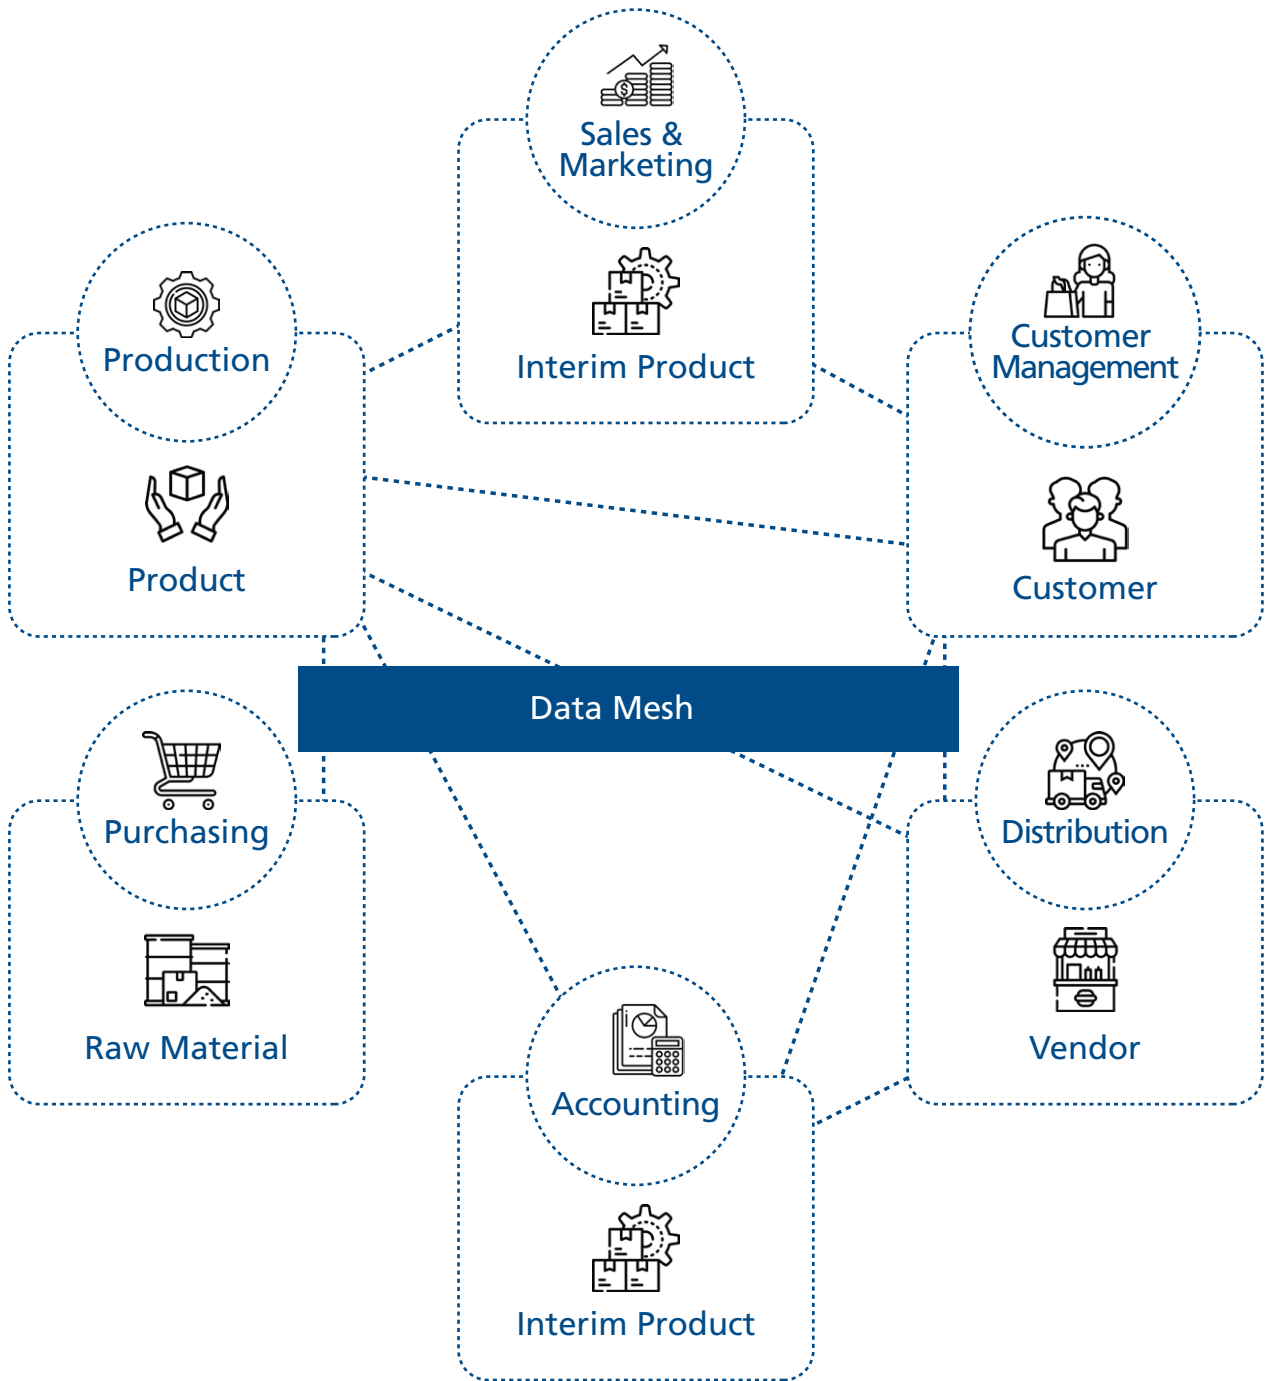 Sales &
Marketing
Interim Product
Production
Product
Customer
Management
Customer
Data Mesh
Purchasing
Raw Material
Distribution
Vendor
Accounting
Interim Product